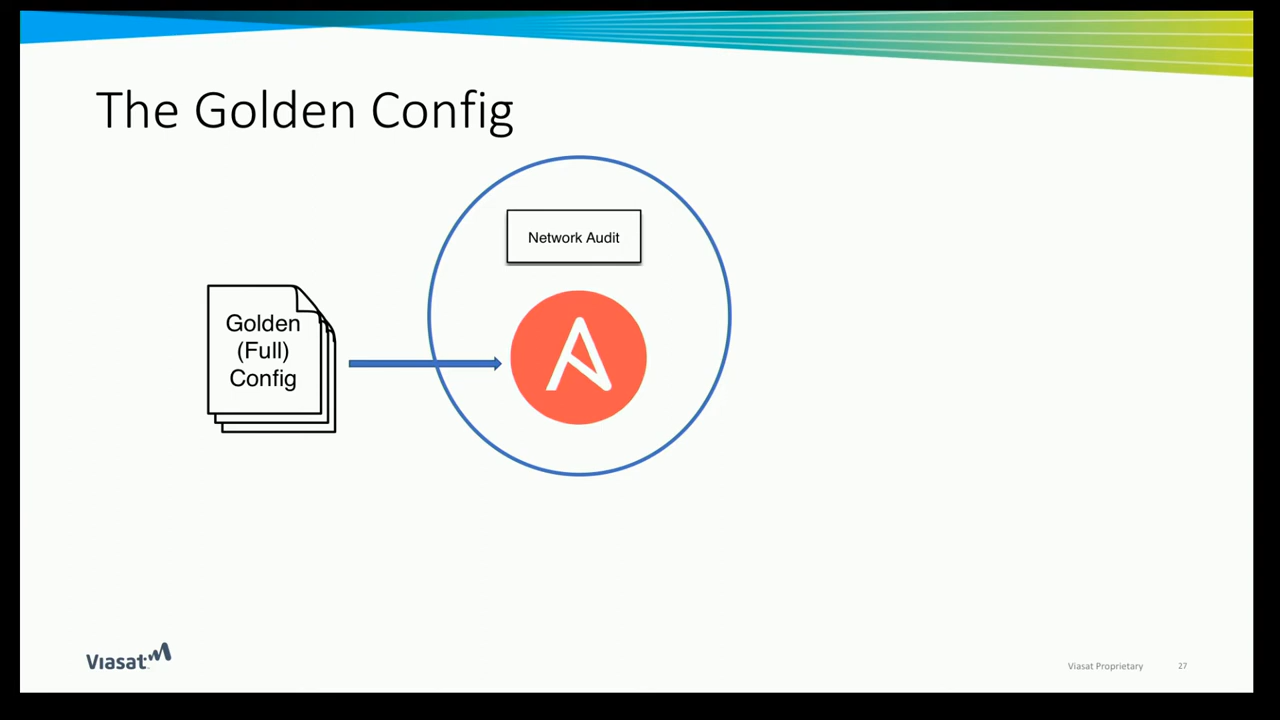 The Golden Config
Network Audit
Golden
(Full)
Config
Viasat
Viasat Proprietary
27